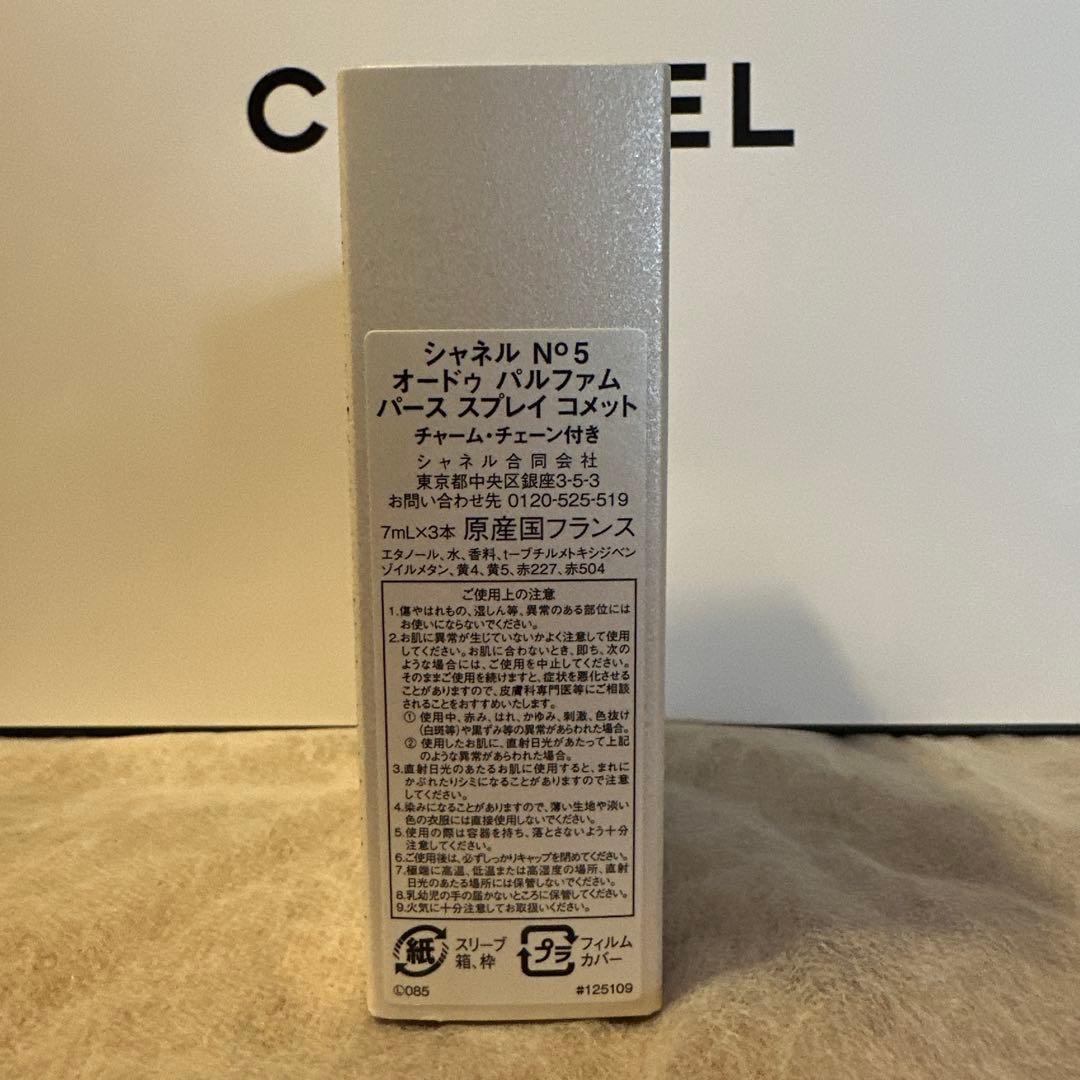 C EL
シャネル Nº5
オードゥ パルファム
パース スプレイ コメット
チャーム・チェーン付き
シャネル合同会社
東京都中央区銀座3-5-3
お問い合わせ先 0120-525-519
7mL×3本 原産国フランス
エタノール、水、香料、t-ブチルメトキシジベン
ゾイルメタン、黄4、黄5、赤227、赤504
ご使用上の注意
1.傷やはれもの、湿しん等、異常のある部位には
お使いにならないでください。
2.お肌に異常が生じていないかよく注意して使用
してください。お肌に合わないとき、即ち、次の
ような場合には、ご使用を中止してください。
そのままご使用を続けますと、症状を悪化させる
ことがありますので、皮膚科専門医等にご相談
されることをおすすめいたします。
① 使用中、赤み、はれ、かゆみ、刺激、色抜け
(白斑等)や黒ずみ等の異常があらわれた場合。
② 使用したお肌に、直射日光があたって上記
のような異常があらわれた場合。
3.直射日光のあたるお肌に使用すると、まれに
かぶれたりシミになることがありますので注意
してください。
4.染みになることがありますので、薄い生地や淡い
色の衣服には直接使用しないでください。
5.使用の際は容器を持ち、落とさないよう十分
注意してください。
6.ご使用後は、必ずしっかりキャップを閉めてください。
7.極端に高温、低温または高湿度の場所、直射
日光のあたる場所には保管しないでください。
8.乳幼児の手の届かないところに保管してください。
9.火気に十分注意してお取扱いください。
紙 スリーブ
箱、枠
プラ フィルム
カバー
Ⓛ085 #125109